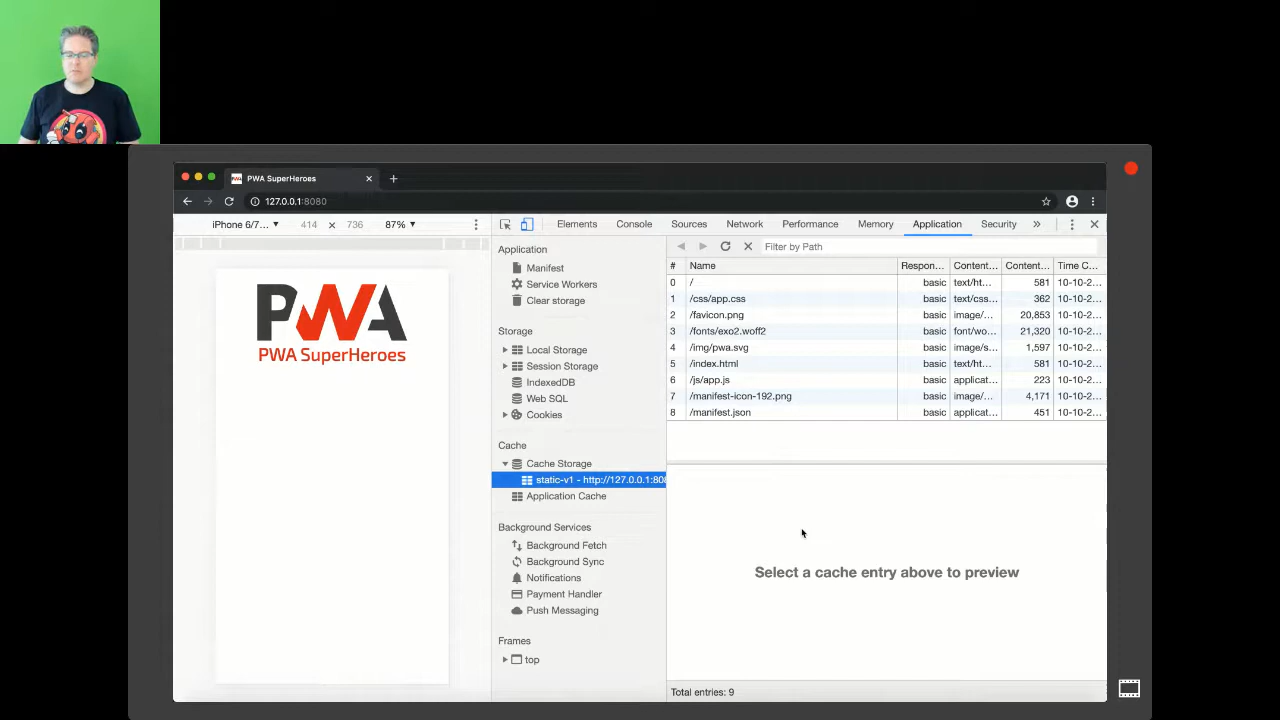 PWA SuperHeroes
127.0.0.1:8080
iPhone 6/7... 414 736 87%
Elements Console Sources Network Performance Memory Application Security
Filter by Path
Application
Manifest
Service Workers
Clear storage
Storage
Local Storage
Session Storage
IndexedDB
Web SQL
Cookies
Cache
Cache Storage
static-v1 - http://127.0.0.1:808
Application Cache
Background Services
Background Fetch
Background Sync
Notifications
Payment Handler
Push Messaging
Frames
top
# Name Respon... Content... Content... Time C...
0 / basic text/ht... 581 10-10-2...
1 /css/app.css basic text/css... 362 10-10-2...
2 /favicon.png basic image/... 20,853 10-10-2...
3 /fonts/exo2.woff2 basic font/wo... 21,320 10-10-2...
4 /img/pwa.svg basic image/s... 1,597 10-10-2...
5 /index.html basic text/ht... 581 10-10-2...
6 /js/app.js basic applicat... 223 10-10-2...
7 /manifest-icon-192.png basic image/... 4,171 10-10-2...
8 /manifest.json basic applicat... 451 10-10-2...
Select a cache entry above to preview
Total entries: 9
PWA
PWA SuperHeroes